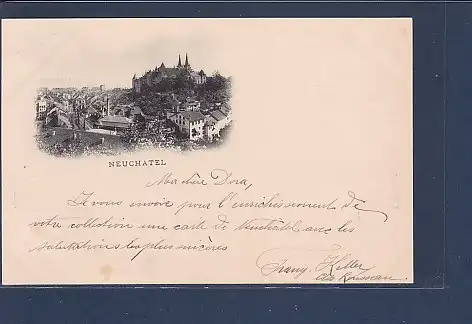 NEUCHATEL
Ma chère Dora,
Je vous envoie pour l'enrichissement de
votre collection une carte de Neuchâtel avec les
salutations les plus sincères
Keller